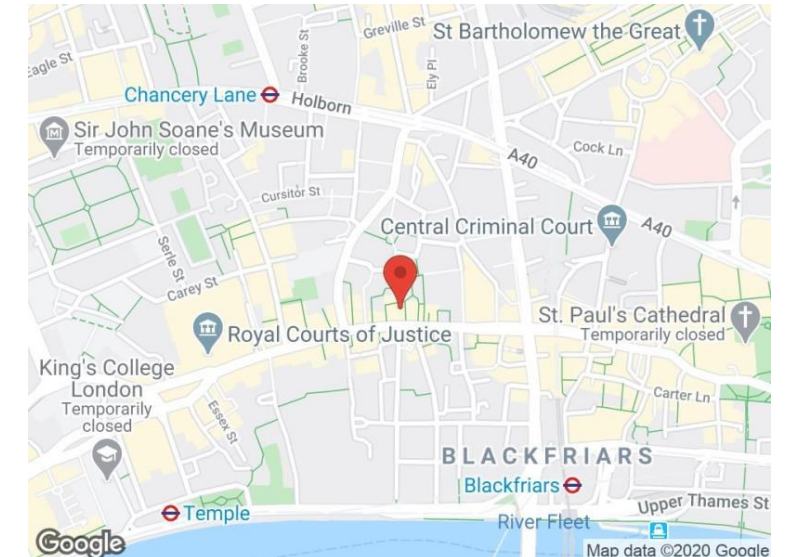 Greville St
St Bartholomew the Great
Brooke St
Ely Pl
Eagle St
Chancery Lane
Holborn
Sir John Soane's Museum
Temporarily closed
A40
Cock Ln
Cursitor St
Central Criminal Court
A40
Serle St
Carey St
St. Paul's Cathedral
Temporarily closed
Royal Courts of Justice
King's College
London
Temporarily
closed
Essex St
Carter Ln
BLACKFRIARS
Blackfriars
Temple
Upper Thames St
River Fleet
Google
Map data ©2020 Google